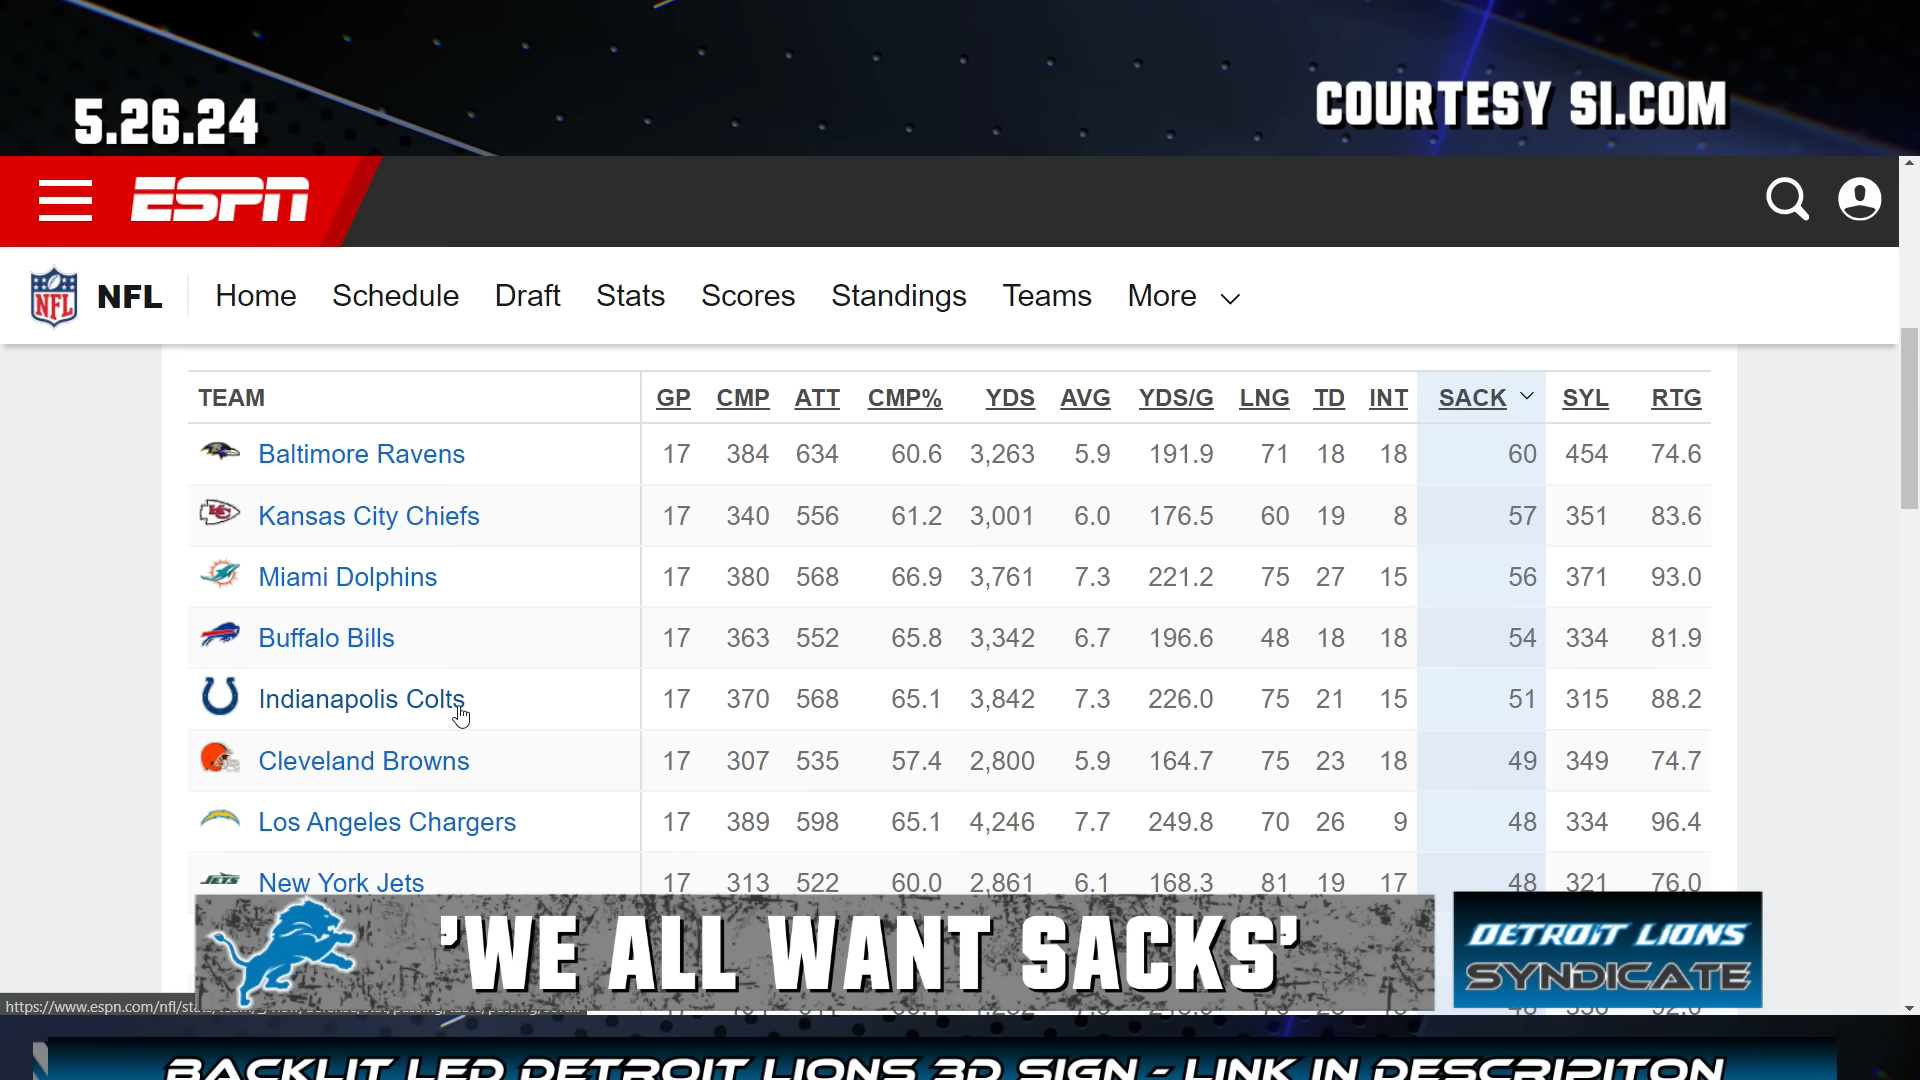 5.26.24
COURTESY SI.COM
ESPN
NFL NFL Home Schedule Draft Stats Scores Standings Teams More
TEAM GP CMP ATT CMP% YDS AVG YDS/G LNG TD INT SACK SYL RTG
Baltimore Ravens 17 384 634 60.6 3,263 5.9 191.9 71 18 18 60 454 74.6
Kansas City Chiefs 17 340 556 61.2 3,001 6.0 176.5 60 19 8 57 351 83.6
Miami Dolphins 17 380 568 66.9 3,761 7.3 221.2 75 27 15 56 371 93.0
Buffalo Bills 17 363 552 65.8 3,342 6.7 196.6 48 18 18 54 334 81.9
Indianapolis Colts 17 370 568 65.1 3,842 7.3 226.0 75 21 15 51 315 88.2
Cleveland Browns 17 307 535 57.4 2,800 5.9 164.7 75 23 18 49 349 74.7
Los Angeles Chargers 17 389 598 65.1 4,246 7.7 249.8 70 26 9 48 334 96.4
JETS New York Jets 17 313 522 60.0 2,861 6.1 168.3 81 19 17 48 321 76.0
'WE ALL WANT SACKS'
DETROIT LIONS
SYNDICATE
https://www.espn.com/nfl/st
BACKLIT LED DETROIT LIONS 3D SIGN - LINK IN DESCRIPITON